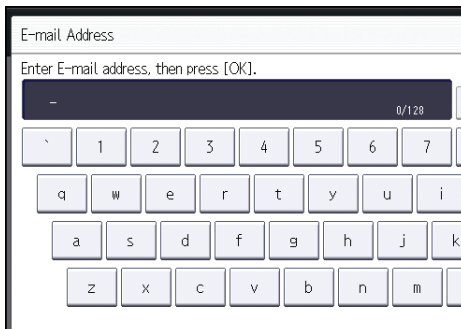 E-mail Address
Enter E-mail address, then press [OK].
_ 0/128
` 1 2 3 4 5 6 7
q w e r t y u i
a s d f g h j k
z x c v b n m